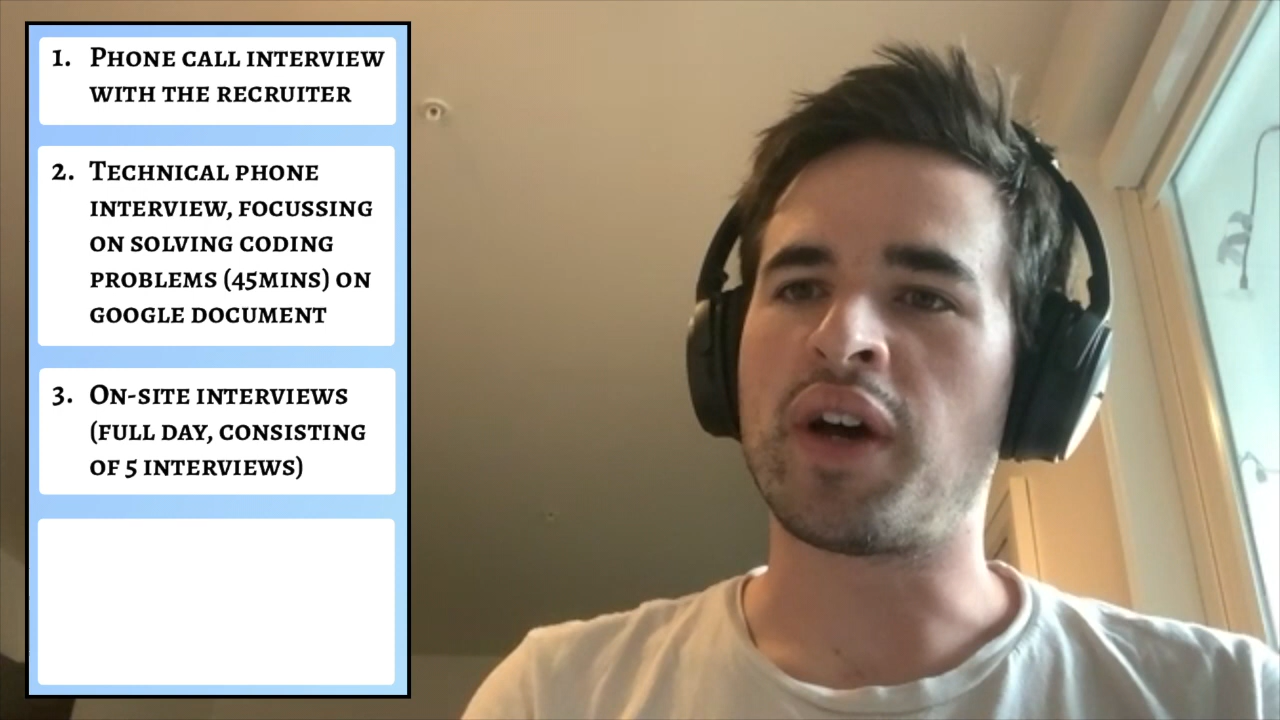 1. Phone call interview
with the recruiter
2. Technical phone
interview, focussing
on solving coding
problems (45mins) on
Google document
3. On-site interviews
(full day, consisting
of 5 interviews)